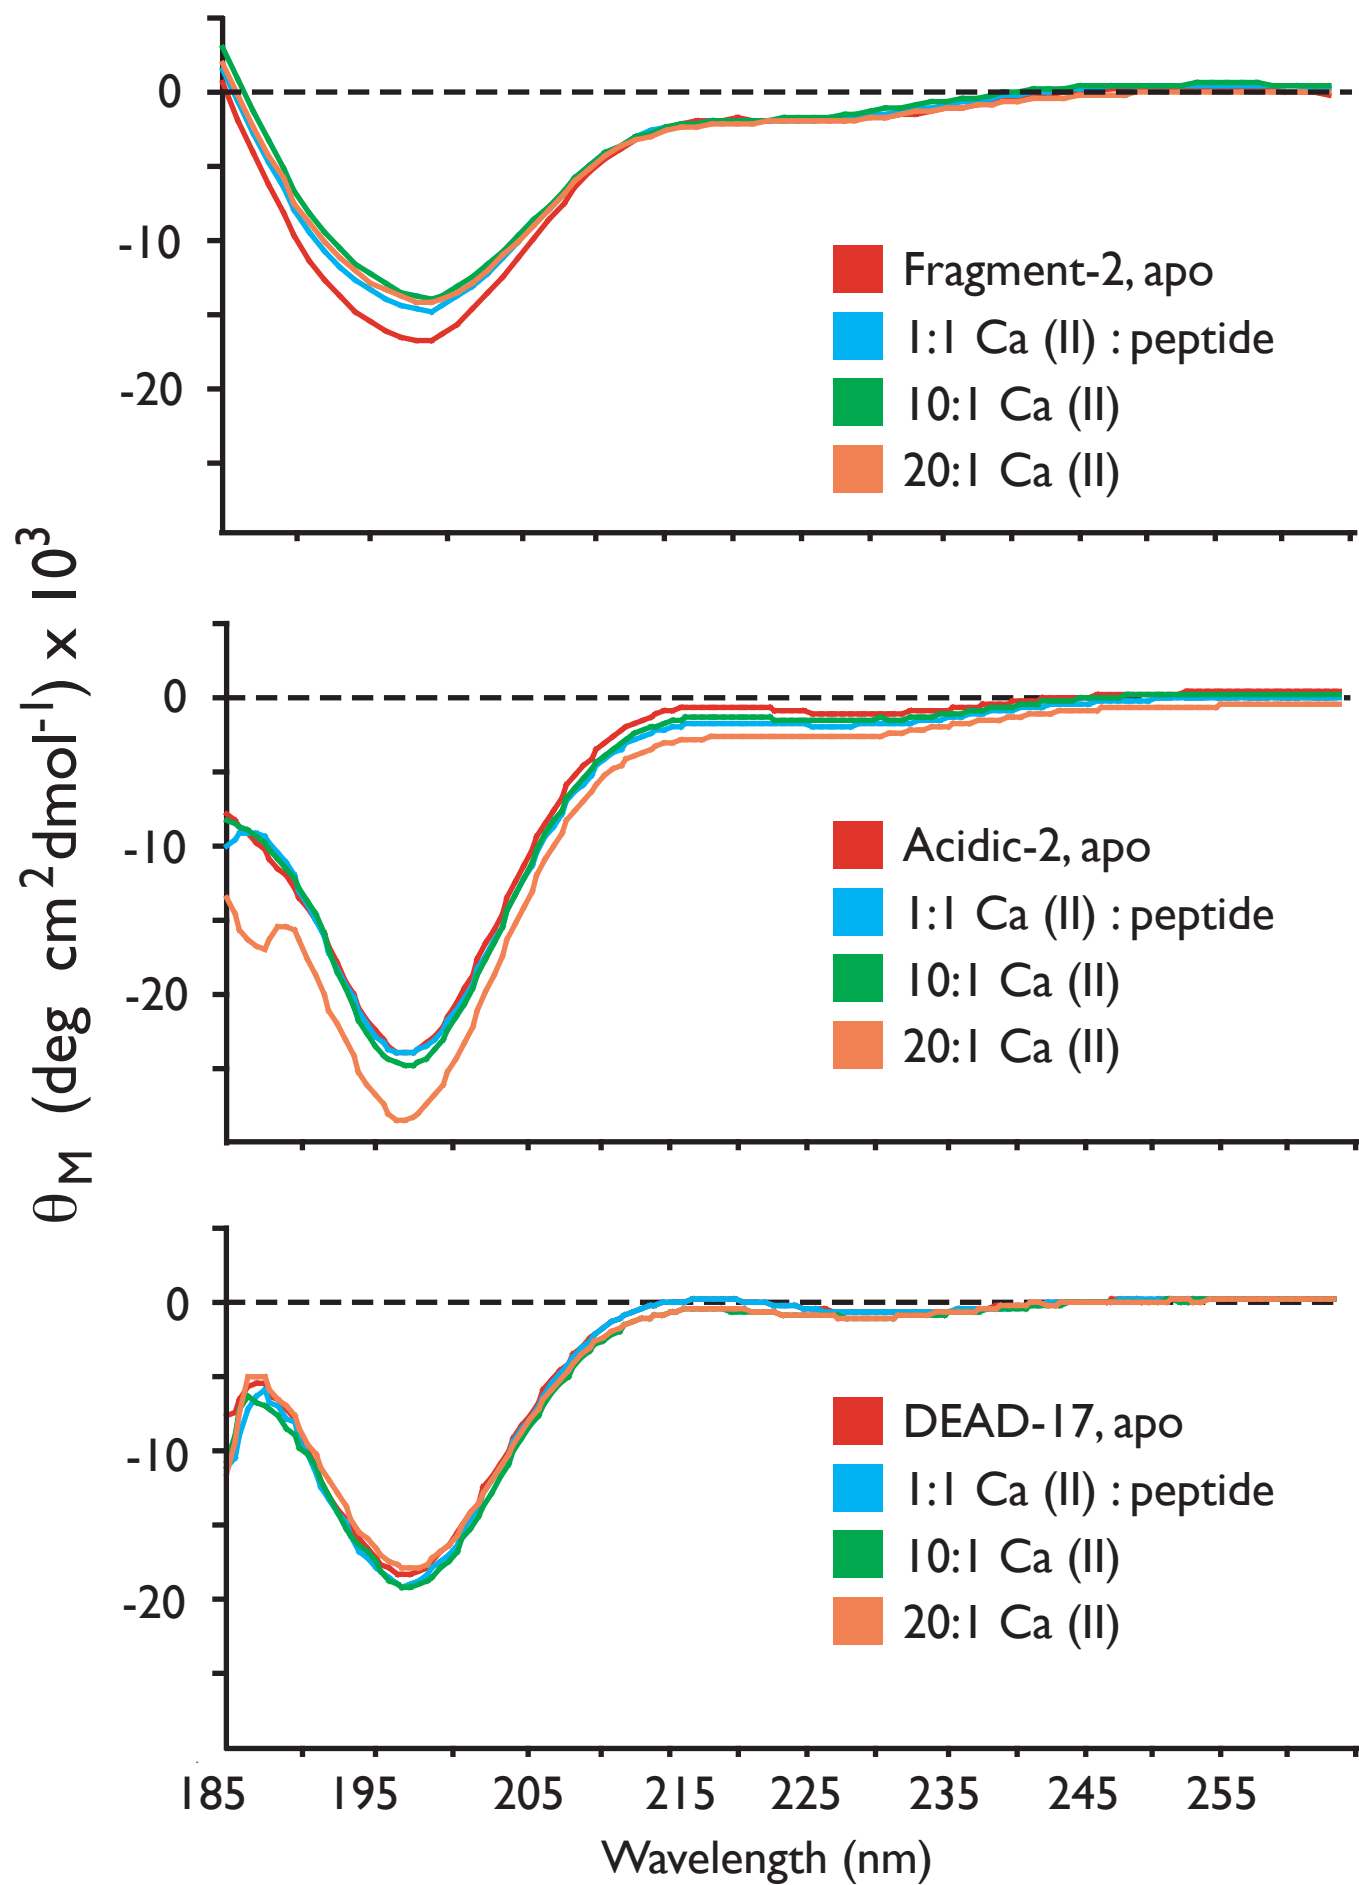 θM (deg cm2 dmol-1) x 103
0
-10
-20
Fragment-2, apo
1:1 Ca (II) : peptide
10:1 Ca (II)
20:1 Ca (II)
0
-10
-20
Acidic-2, apo
1:1 Ca (II) : peptide
10:1 Ca (II)
20:1 Ca (II)
0
-10
-20
DEAD-17, apo
1:1 Ca (II) : peptide
10:1 Ca (II)
20:1 Ca (II)
185 195 205 215 225 235 245 255
Wavelength (nm)